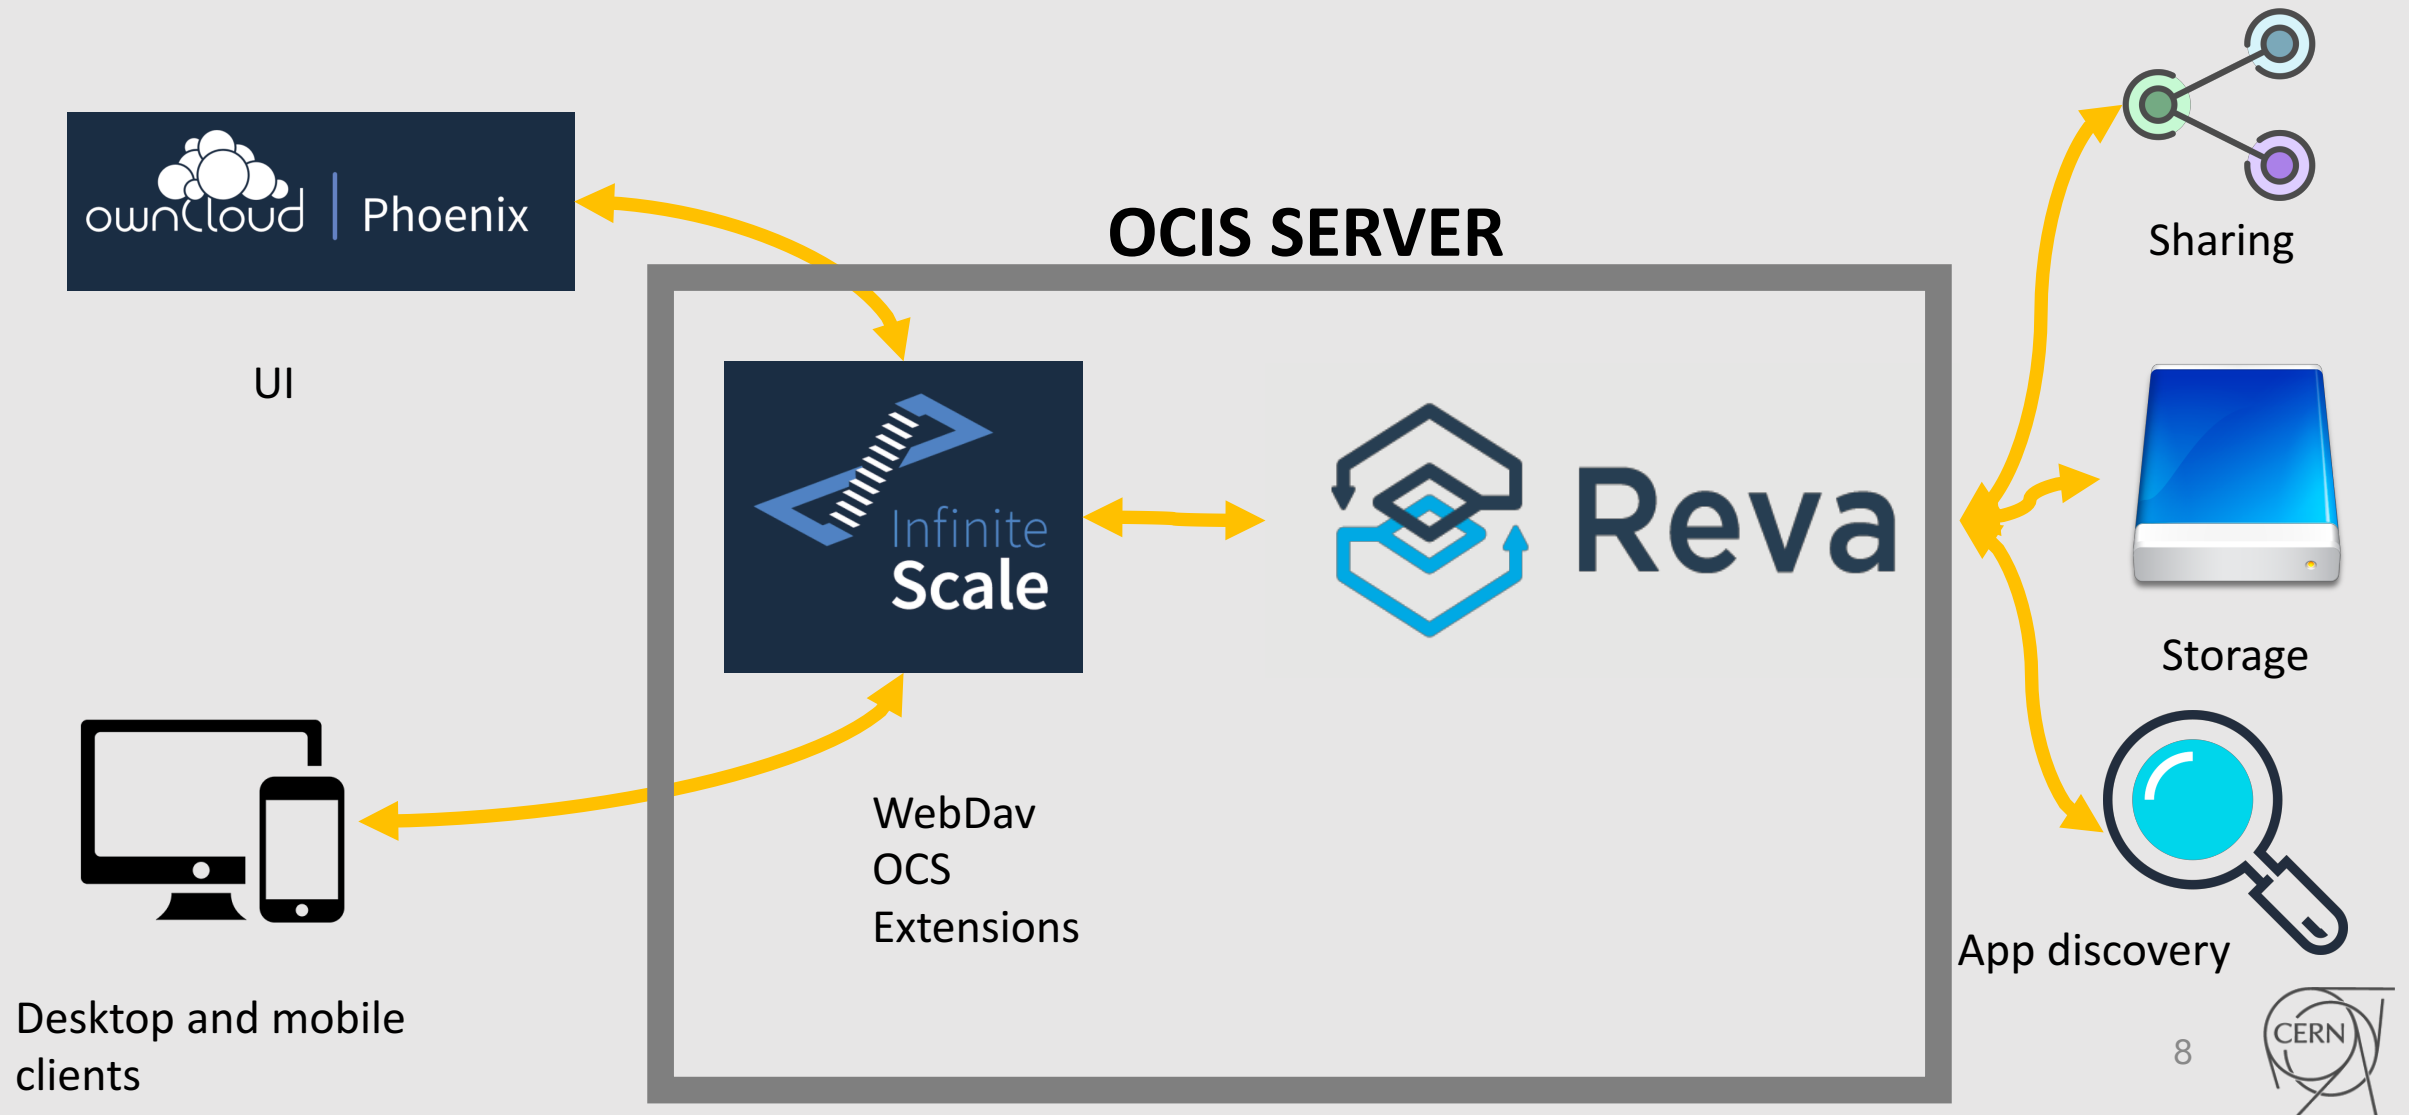 ownCloud | Phoenix
UI
OCIS SERVER
Infinite
Scale
Reva
WebDav
OCS
Extensions
Desktop and mobile
clients
Sharing
Storage
App discovery
8
CERN